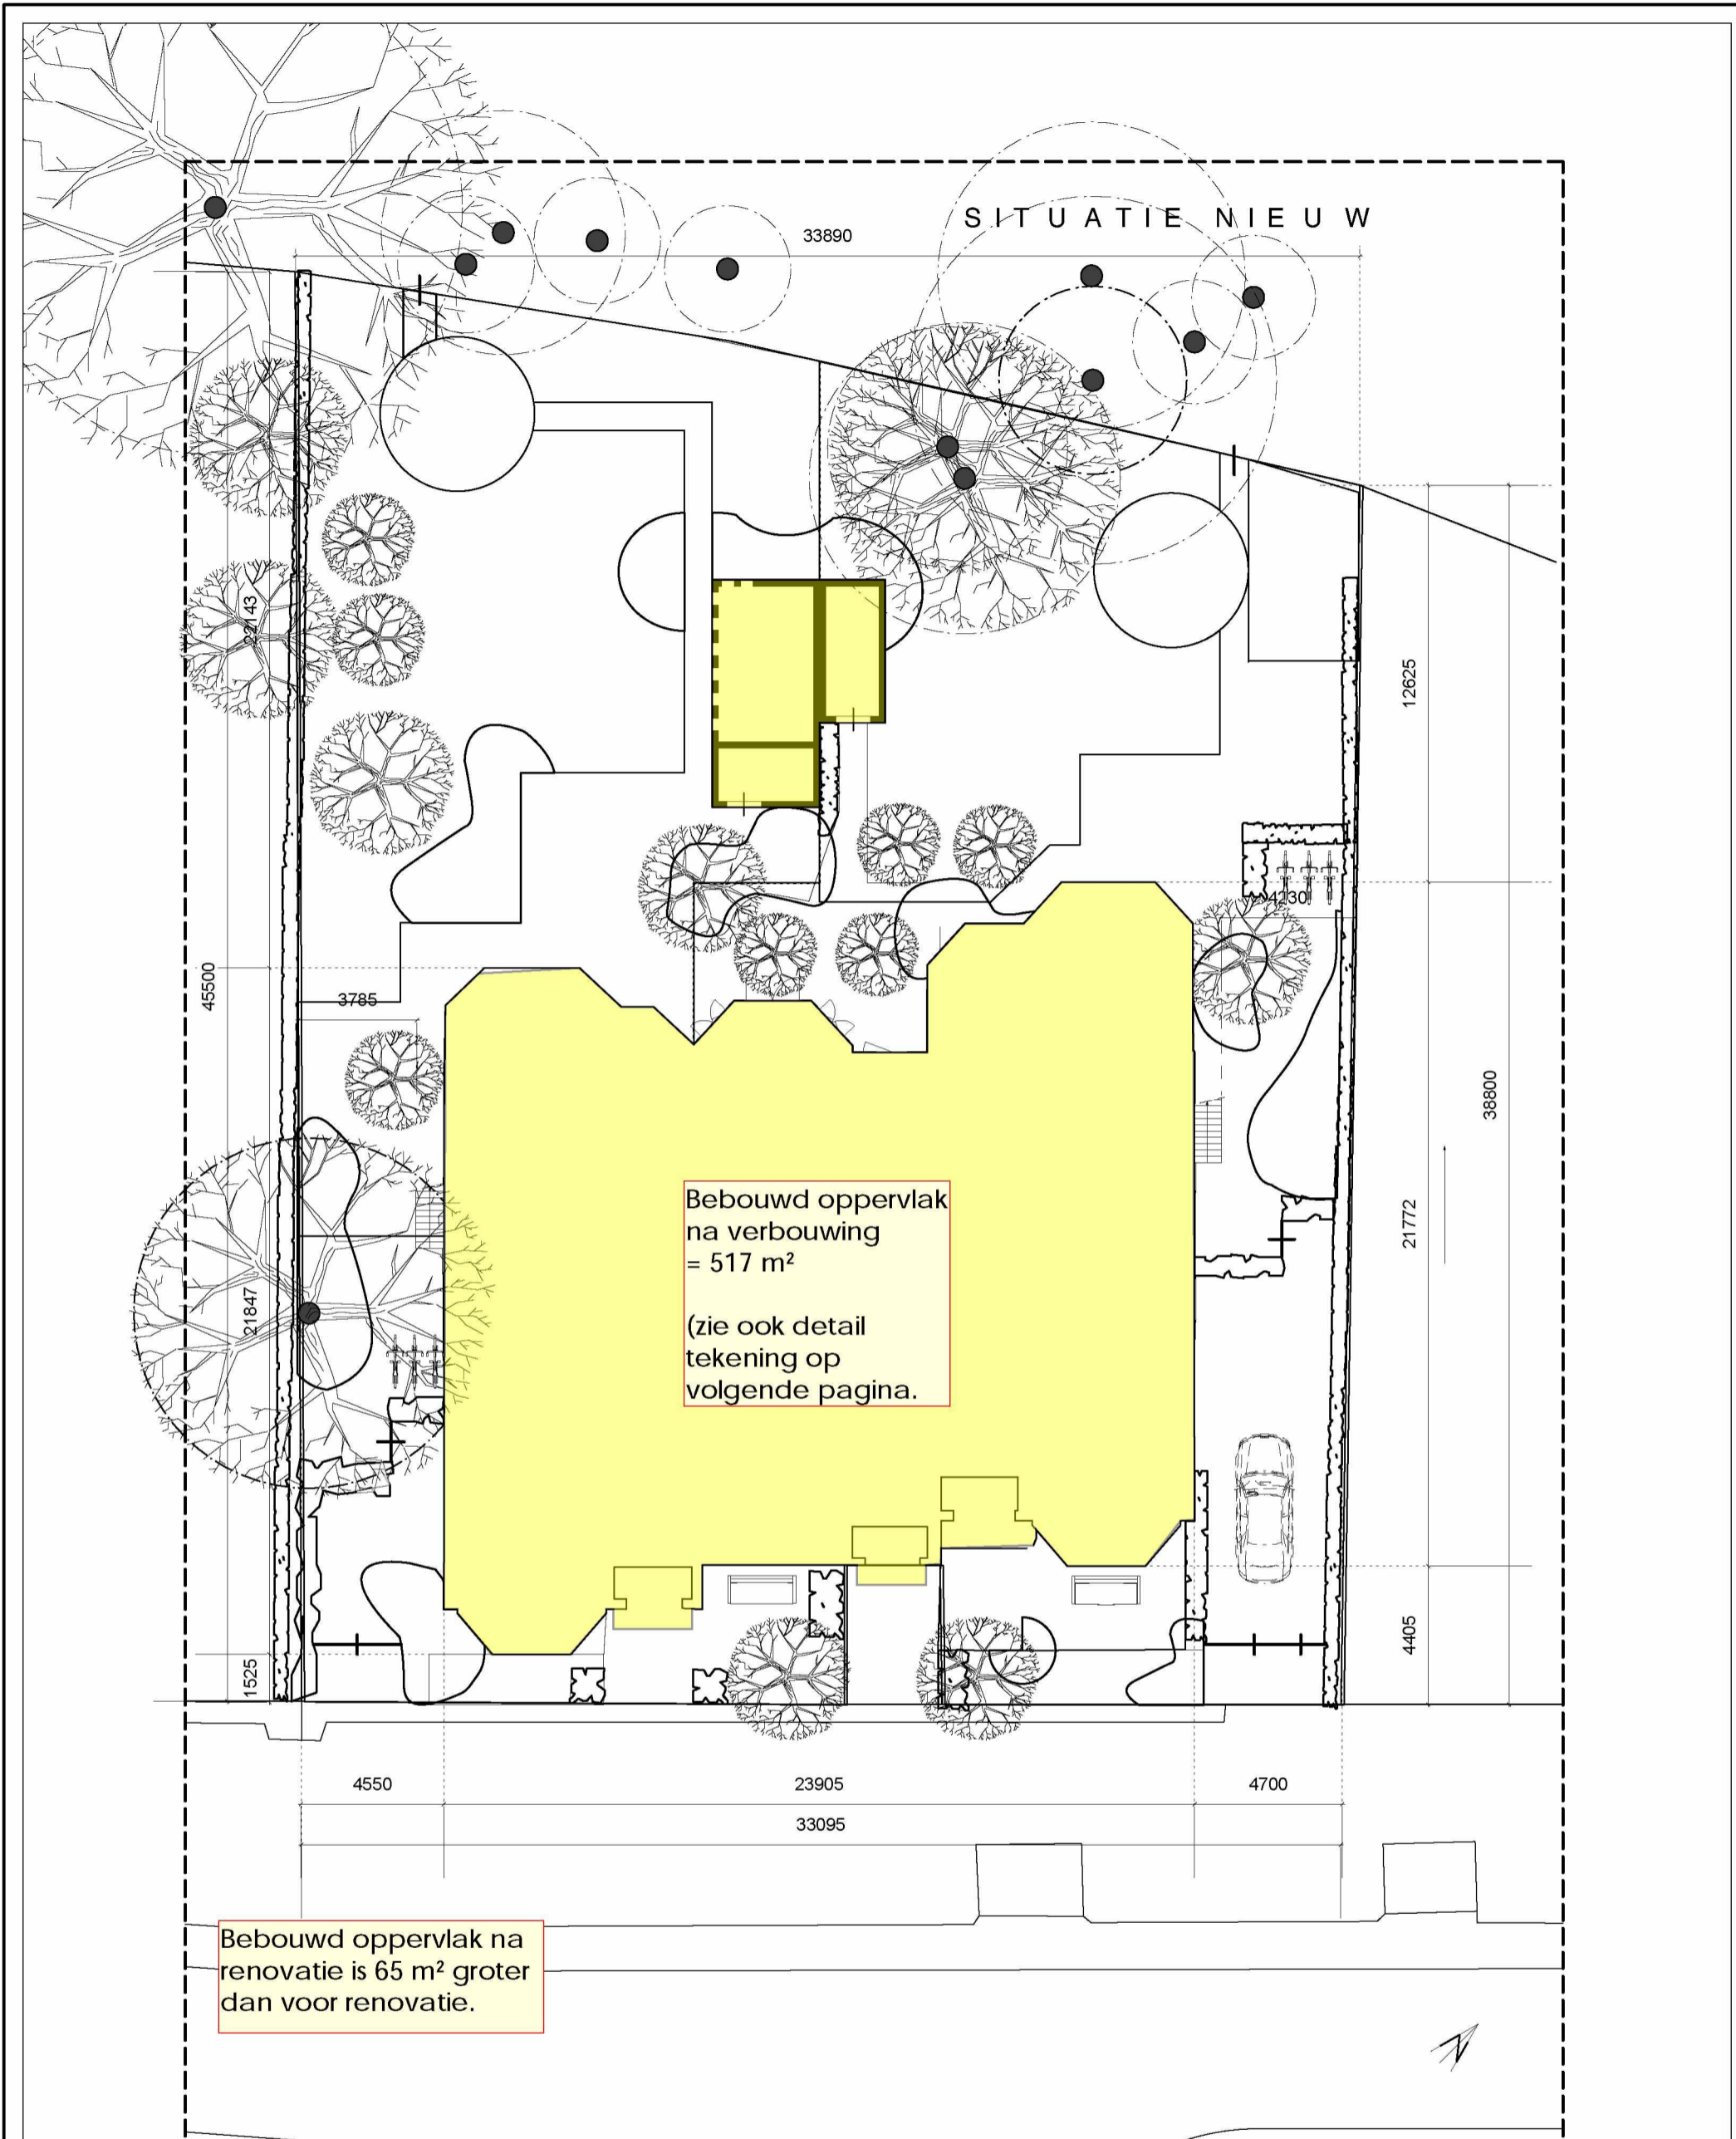 SITUATIE NIEUW
33890
22143
12625
4230
45500
3785
38800
21772
Bebouwd oppervlak
na verbouwing
= 517 m²
(zie ook detail
tekening op
volgende pagina.
21847
4405
1525
4550
23905
4700
33095
Bebouwd oppervlak na
renovatie is 65 m² groter
dan voor renovatie.
N